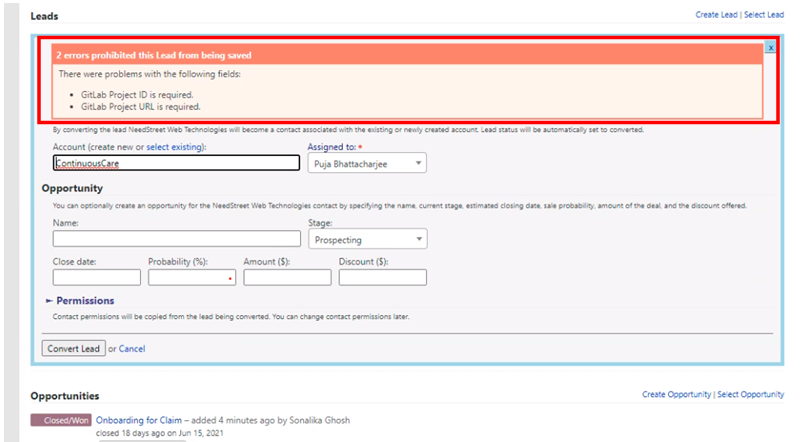 Leads
Create Lead | Select Lead
x
2 errors prohibited this Lead from being saved
There were problems with the following fields:
• GitLab Project ID is required.
• GitLab Project URL is required.
By converting the lead NeedStreet Web Technologies will become a contact associated with the existing or newly created account. Lead status will be automatically set to converted.
Account (create new or select existing): Assigned to: *
ContinuousCare Puja Bhattacharjee
Opportunity
You can optionally create an opportunity for the NeedStreet Web Technologies contact by specifying the name, current stage, estimated closing date, sale probability, amount of the deal, and the discount offered.
Name: Stage:
Prospecting
Close date: Probability (%): Amount ($): Discount ($):
► Permissions
Contact permissions will be copied from the lead being converted. You can change contact permissions later.
Convert Lead or Cancel
Opportunities
Create Opportunity | Select Opportunity
Closed/Won Onboarding for Claim – added 4 minutes ago by Sonalika Ghosh
closed 18 days ago on Jun 15, 2021